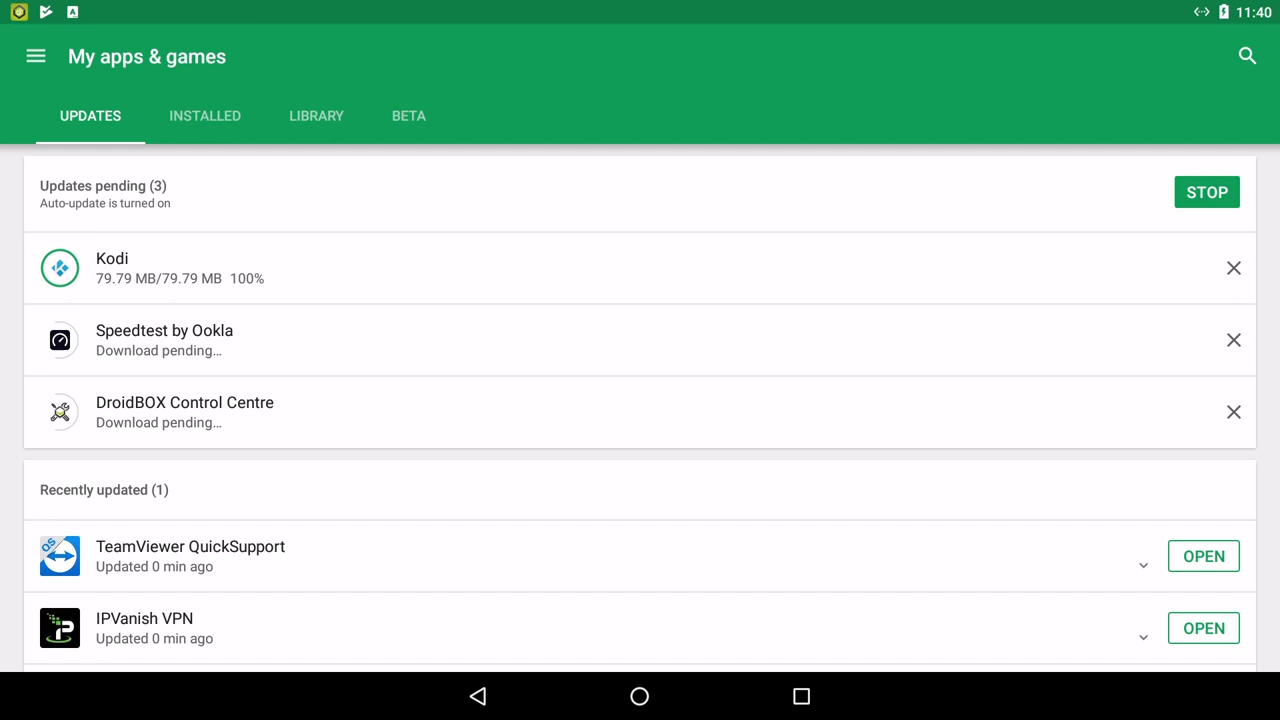 11:40
My apps & games
UPDATES INSTALLED LIBRARY BETA
Updates pending (3)
Auto-update is turned on
STOP
Kodi
79.79 MB/79.79 MB 100%
Speedtest by Ookla
Download pending...
DroidBOX Control Centre
Download pending...
Recently updated (1)
QS
TeamViewer QuickSupport
Updated 0 min ago
OPEN
IPVanish VPN
Updated 0 min ago
OPEN